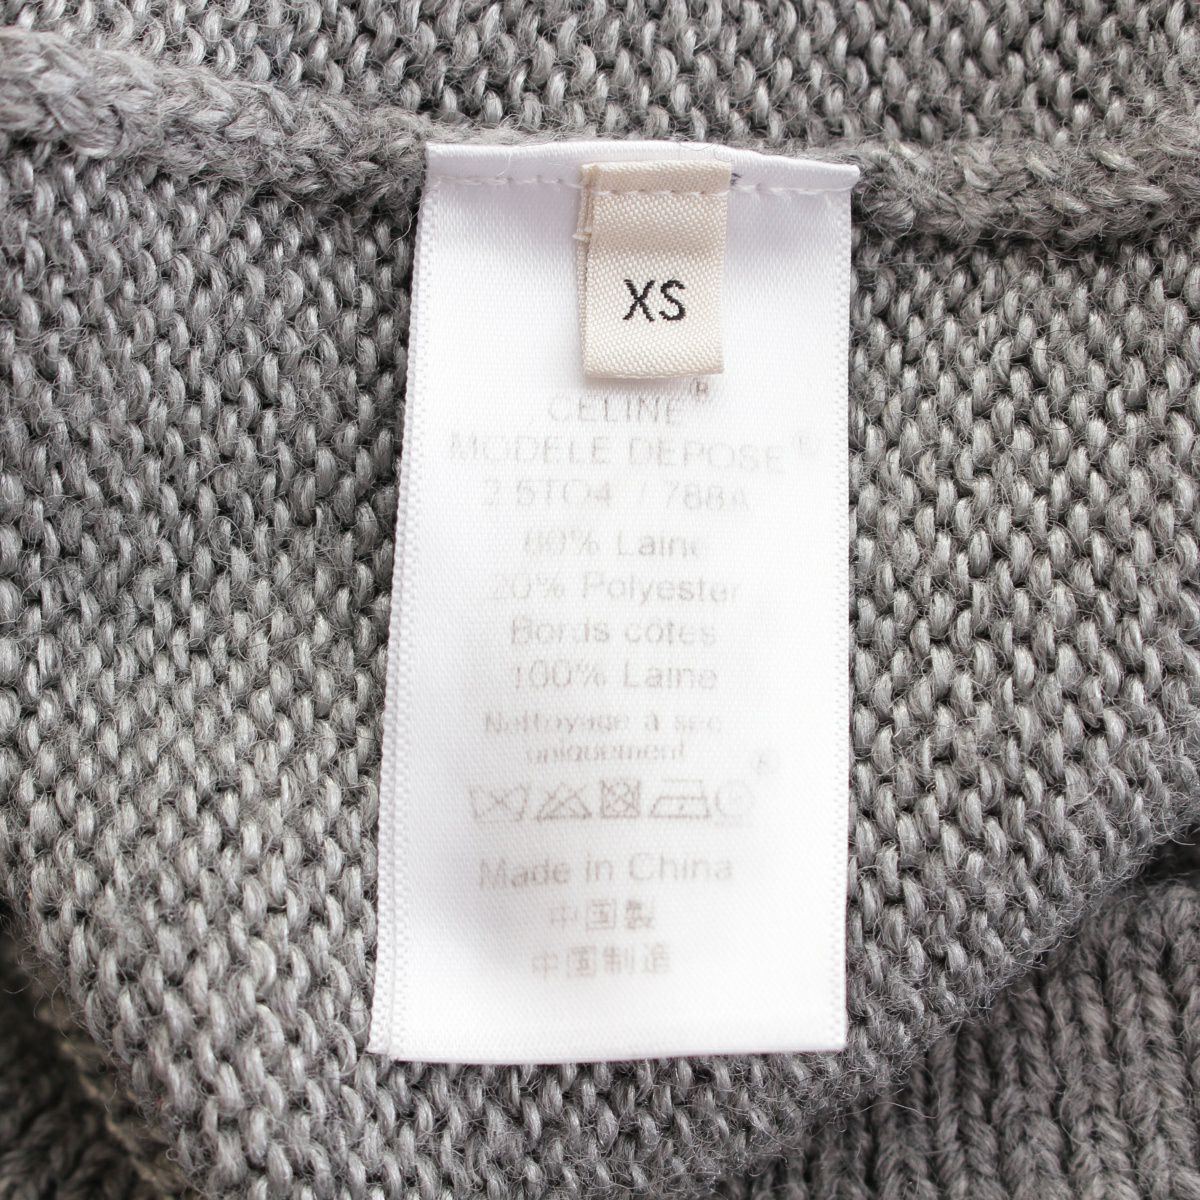 XS
CELINE®
MODELE DEPOSE®
2.5TO4 / 788A
80% Laine
20% Polyester
Bords cotes
100% Laine
Nettoyage à sec
uniquement
Made in China
中国製
中国制造